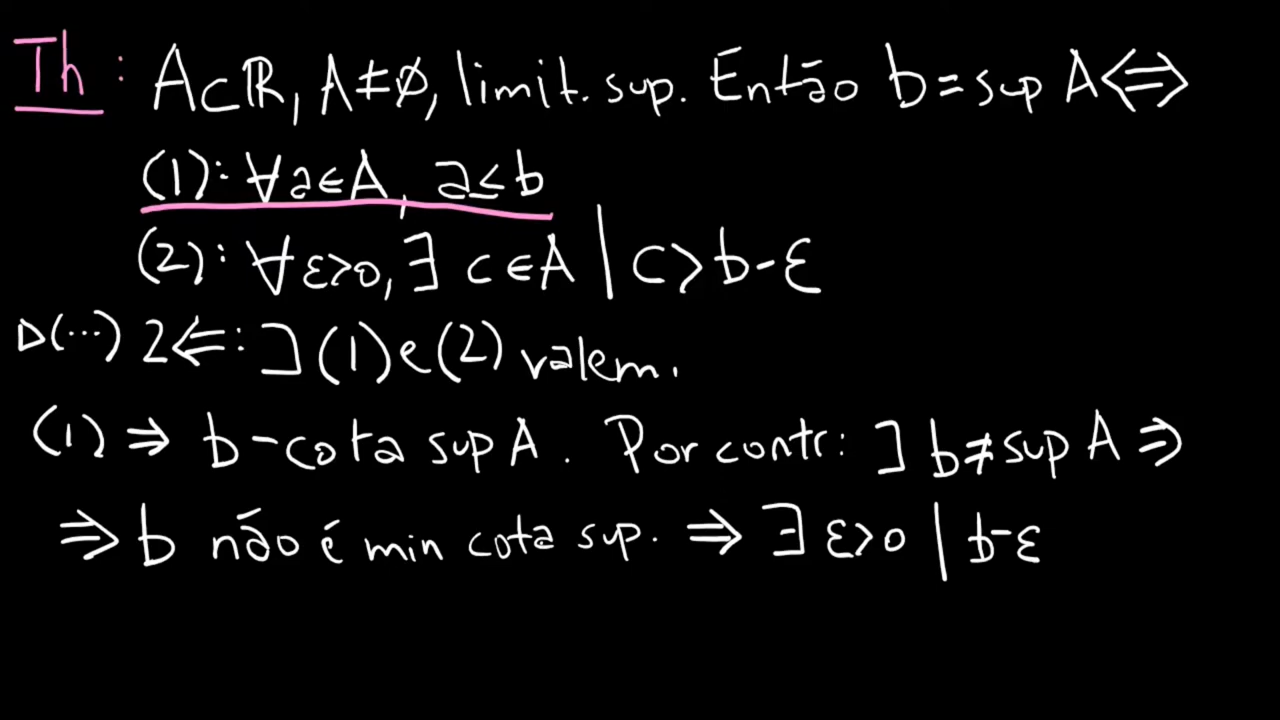 Th: A⊂ℝ, A≠∅, limit. sup. Então b = sup A ⟺
(1): ∀a∈A, a≤b
(2): ∀ε>0, ∃ c∈A | c>b-ε
D(...) 2⇐: ⊐ (1) e (2) valem.
(1) ⇒ b-cota sup A. Por contr: ⊐ b≠sup A ⇒
⇒ b não é min cota sup. ⇒ ∃ ε>0 | b-ε